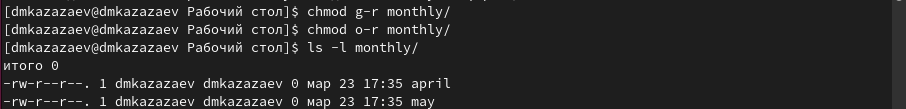 [dmkazazaev@dmkazazaev Рабочий стол]$ chmod g-r monthly/
[dmkazazaev@dmkazazaev Рабочий стол]$ chmod o-r monthly/
[dmkazazaev@dmkazazaev Рабочий стол]$ ls -l monthly/
итого 0
-rw-r--r--. 1 dmkazazaev dmkazazaev 0 мар 23 17:35 april
-rw-r--r--. 1 dmkazazaev dmkazazaev 0 мар 23 17:35 may